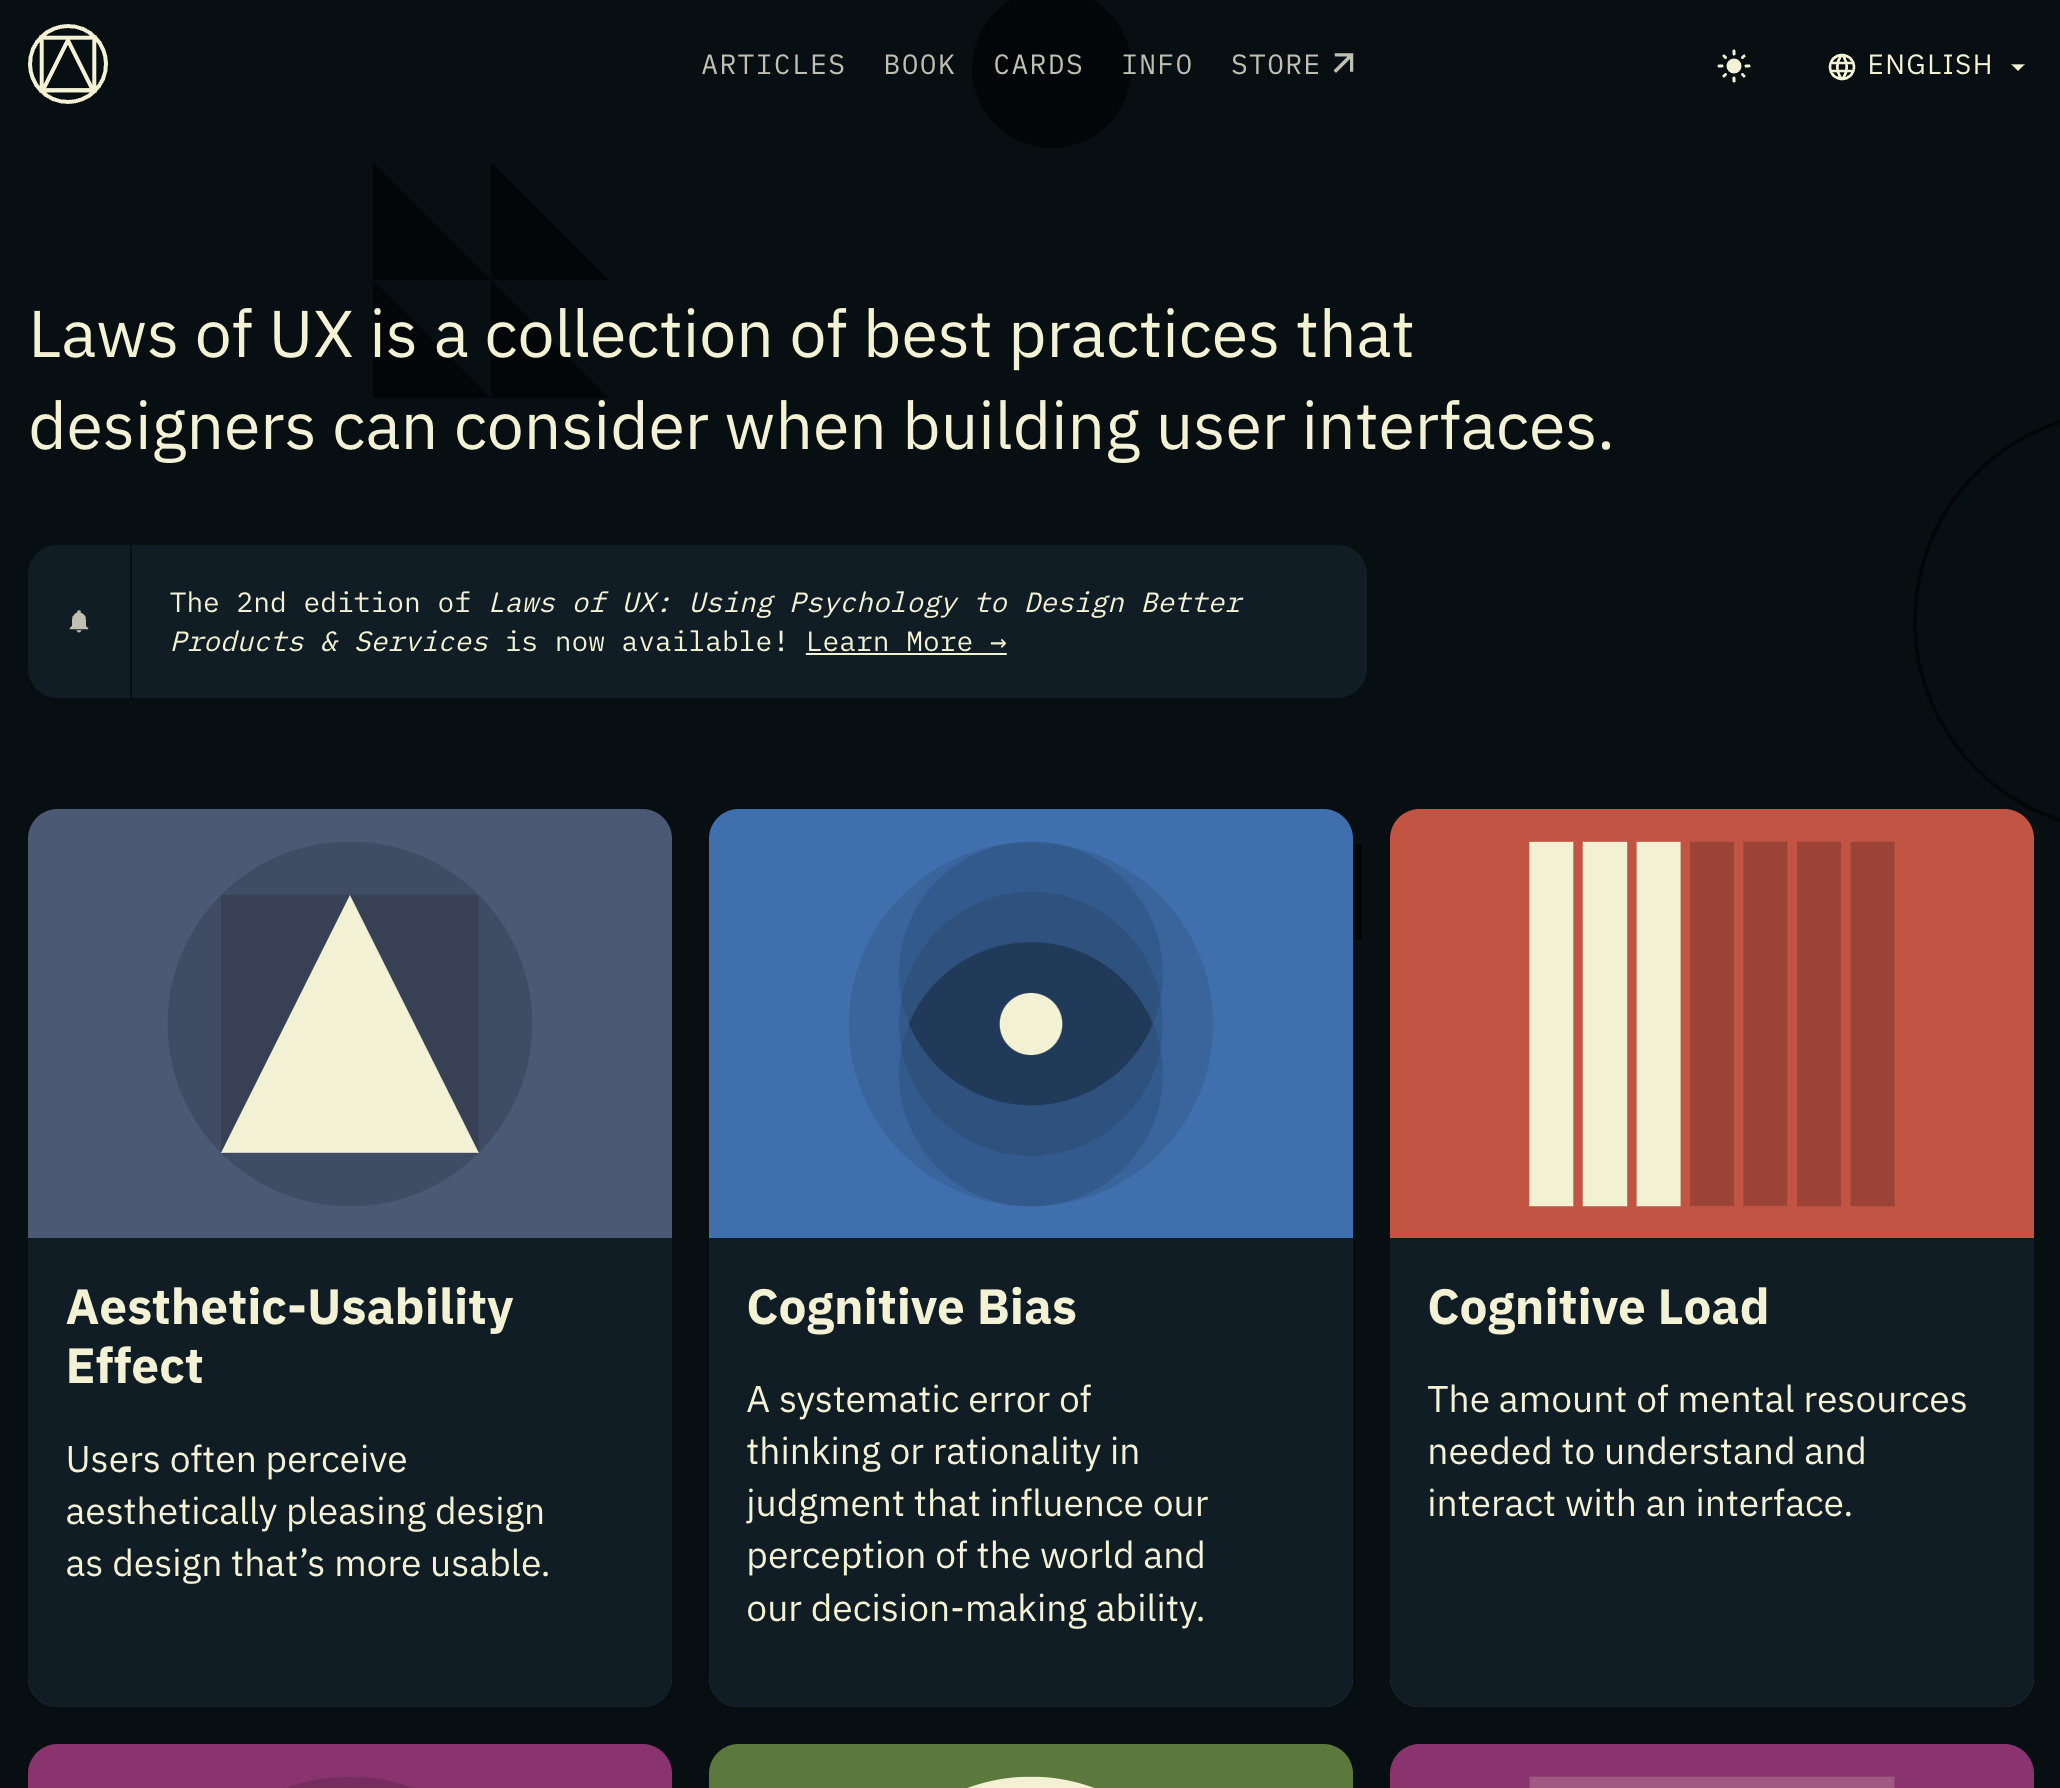 ARTICLES BOOK CARDS INFO STORE
ENGLISH
Laws of UX is a collection of best practices that
designers can consider when building user interfaces.
The 2nd edition of Laws of UX: Using Psychology to Design Better
Products & Services is now available! Learn More →
Aesthetic-Usability
Effect
Users often perceive
aesthetically pleasing design
as design that’s more usable.
Cognitive Bias
A systematic error of
thinking or rationality in
judgment that influence our
perception of the world and
our decision-making ability.
Cognitive Load
The amount of mental resources
needed to understand and
interact with an interface.